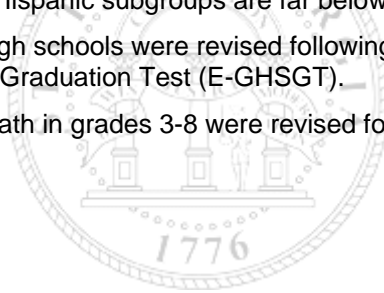 Hispanic subgroups are far below
gh schools were revised following
Graduation Test (E-GHSGT).
ath in grades 3-8 were revised fo
1776